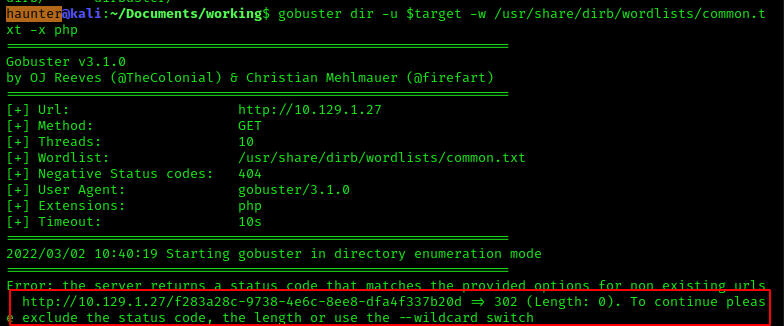 haunter@kali:~/Documents/working$ gobuster dir -u $target -w /usr/share/dirb/wordlists/common.t
xt -x php
===============================================================
Gobuster v3.1.0
by OJ Reeves (@TheColonial) & Christian Mehlmauer (@firefart)
===============================================================
[+] Url:                     http://10.129.1.27
[+] Method:                  GET
[+] Threads:                 10
[+] Wordlist:                /usr/share/dirb/wordlists/common.txt
[+] Negative Status codes:   404
[+] User Agent:              gobuster/3.1.0
[+] Extensions:              php
[+] Timeout:                 10s
===============================================================
2022/03/02 10:40:19 Starting gobuster in directory enumeration mode
===============================================================
Error: the server returns a status code that matches the provided options for non existing urls
. http://10.129.1.27/f283a28c-9738-4e6c-8ee8-dfa4f337b20d => 302 (Length: 0). To continue pleas
e exclude the status code, the length or use the --wildcard switch